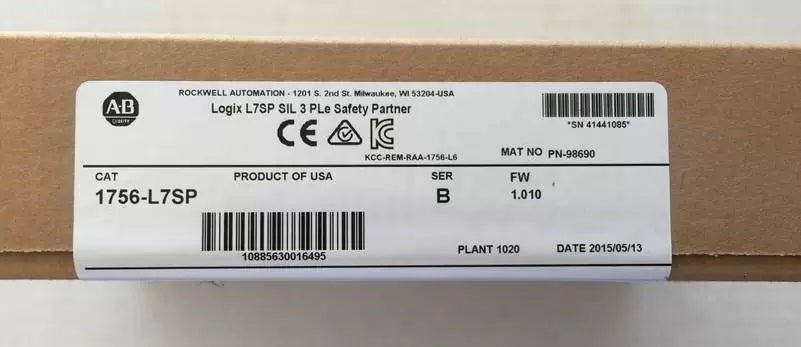 A-B
QUALITY
ROCKWELL AUTOMATION - 1201 S. 2nd St. Milwaukee, WI 53204-USA
Logix L7SP SIL 3 PLe Safety Partner
CE
KCC-REM-RAA-1756-L6
*SN 41441085*
MAT NO PN-98690
CAT
PRODUCT OF USA
SER
FW
1756-L7SP
B
1.010
10885630016495
PLANT 1020
DATE 2015/05/13